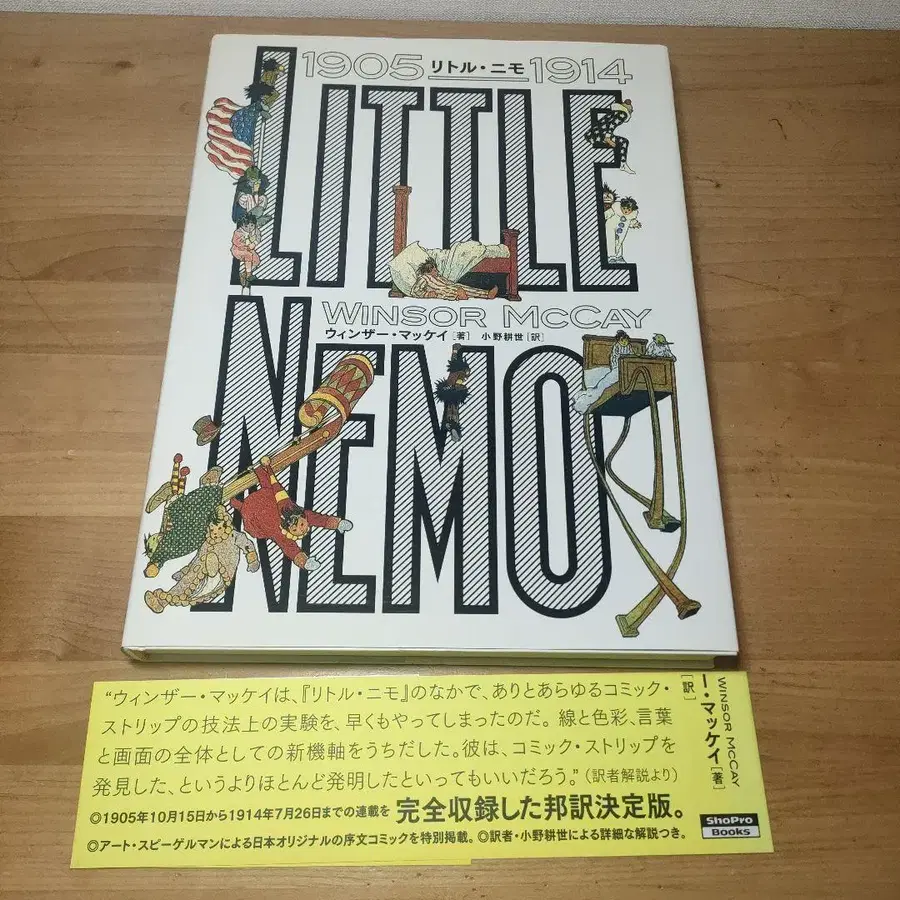 1905 リトル・ニモ 1914
LITTLE
WINSOR McCAY
ウィンザー・マッケイ[著] 小野耕世[訳]
NEMO
“ウィンザー・マッケイは、『リトル・ニモ』のなかで、ありとあらゆるコミック・
ストリップの技法上の実験を、早くもやってしまったのだ。線と色彩、言葉
と画面の全体としての新機軸をうちだした。彼は、コミック・ストリップを
発見した、というよりほとんど発明したといってもいいだろう。”(訳者解説より)
◎1905年10月15日から1914年7月26日までの連載を 完全収録した邦訳決定版。
◎アート・スピーゲルマンによる日本オリジナルの序文コミックを特別掲載。◎訳者・小野耕世による詳細な解説つき。
WINSOR McCAY
ー・マッケイ[著]
[訳]
ShoPro
Books